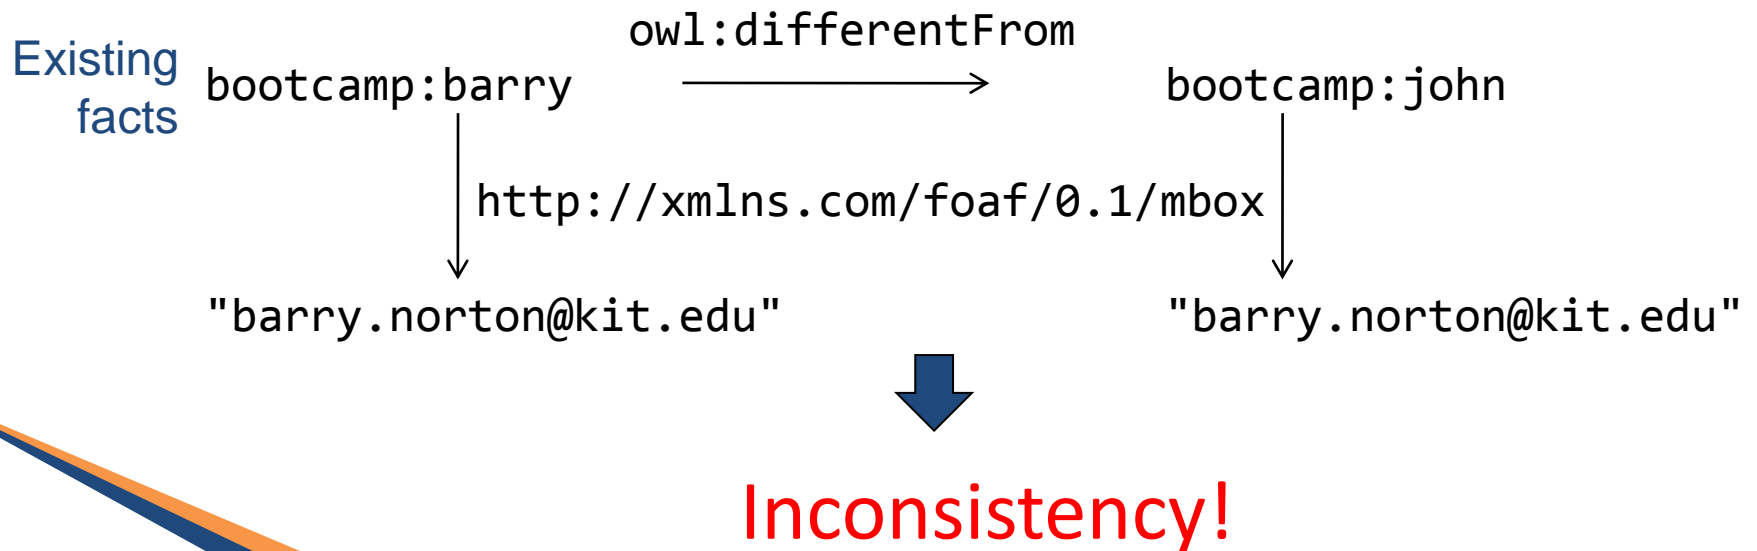 owl:differentFrom
Existing
facts
bootcamp:barry
bootcamp:john
http://xmlns.com/foaf/0.1/mbox
"barry.norton@kit.edu"
"barry.norton@kit.edu"
Inconsistency!